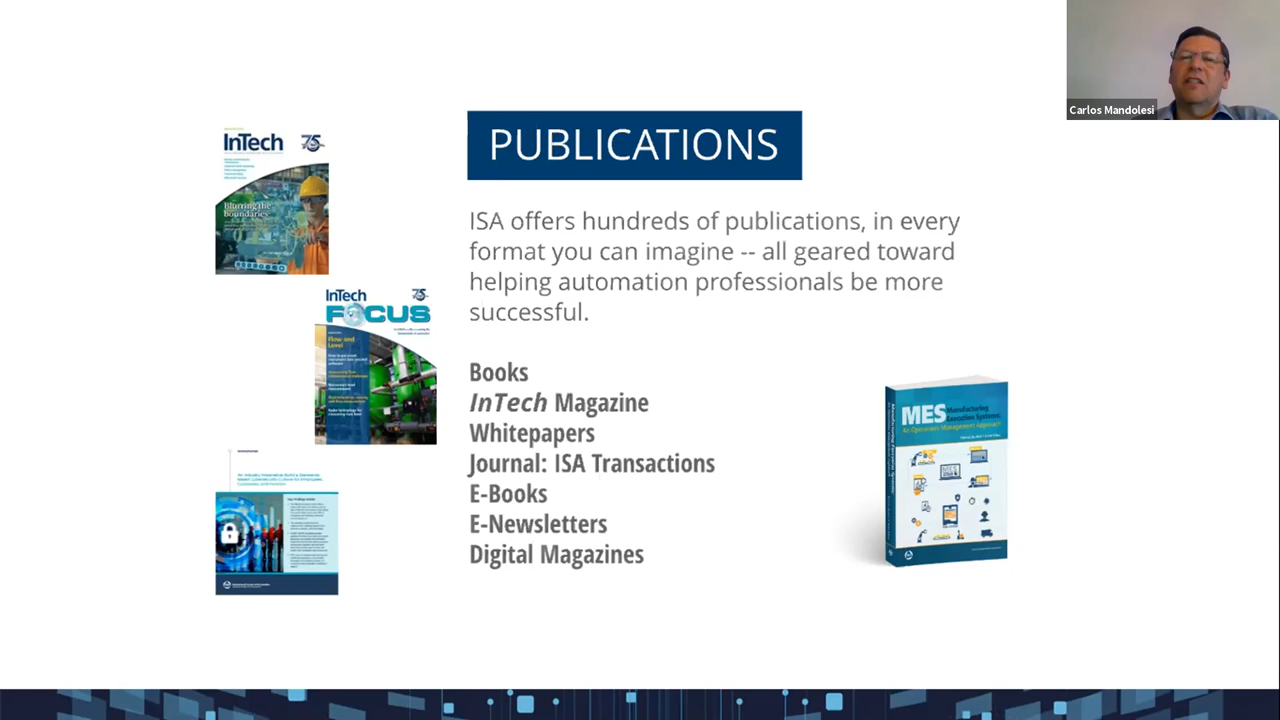 Carlos Mandolesi
PUBLICATIONS
ISA offers hundreds of publications, in every
format you can imagine -- all geared toward
helping automation professionals be more
successful.
Books
InTech Magazine
Whitepapers
Journal: ISA Transactions
E-Books
E-Newsletters
Digital Magazines
InTech
75
Blurring the
boundaries
InTech
75
FOCUS
Flow and
Level
MES Manufacturing
Execution Systems:
An Operations Management Approach